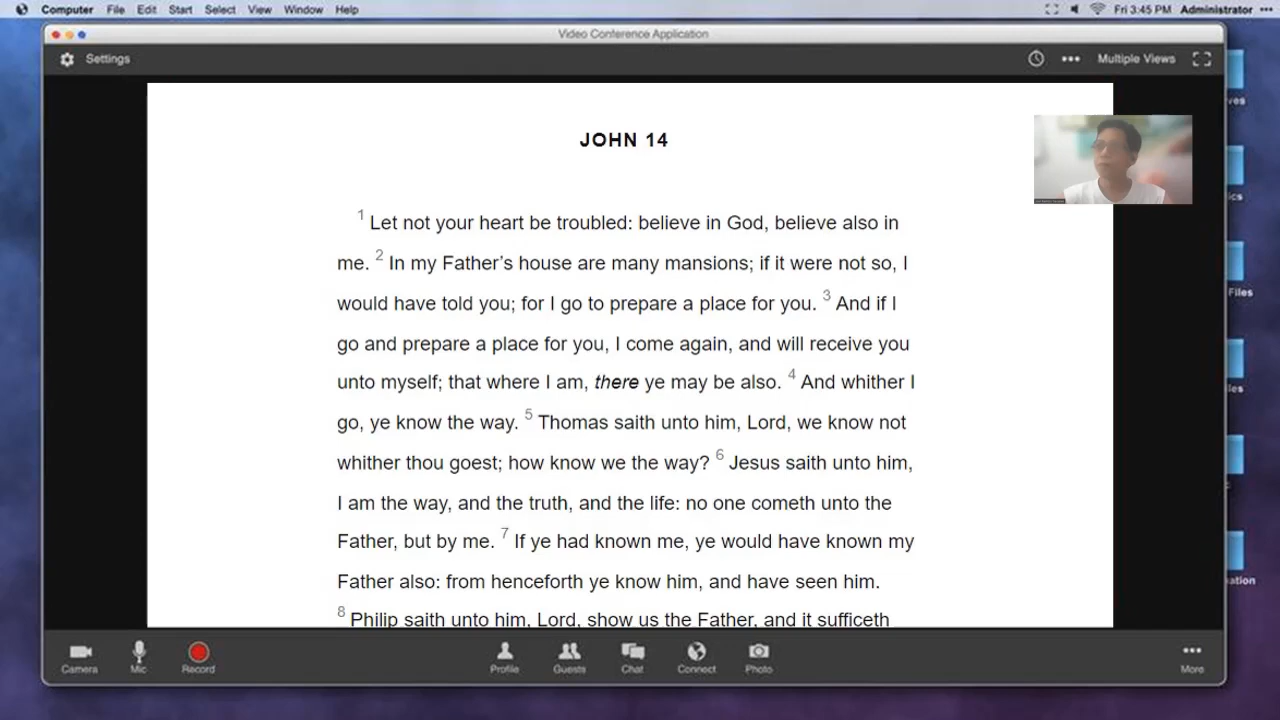 Computer File Edit Start Select View Window Help Fri 3:45 PM Administrator
Video Conference Application
Settings Multiple Views
JOHN 14
1 Let not your heart be troubled: believe in God, believe also in
me. 2 In my Father’s house are many mansions; if it were not so, I
would have told you; for I go to prepare a place for you. 3 And if I
go and prepare a place for you, I come again, and will receive you
unto myself; that where I am, there ye may be also. 4 And whither I
go, ye know the way. 5 Thomas saith unto him, Lord, we know not
whither thou goest; how know we the way? 6 Jesus saith unto him,
I am the way, and the truth, and the life: no one cometh unto the
Father, but by me. 7 If ye had known me, ye would have known my
Father also: from henceforth ye know him, and have seen him.
8 Philip saith unto him, Lord, show us the Father, and it sufficeth
Camera Mic Record Profile Guests Chat Connect Photo More
Files